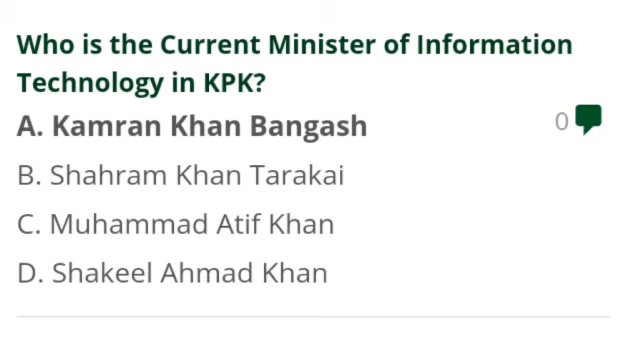 Who is the Current Minister of Information
Technology in KPK?
A. Kamran Khan Bangash
0
B. Shahram Khan Tarakai
C. Muhammad Atif Khan
D. Shakeel Ahmad Khan